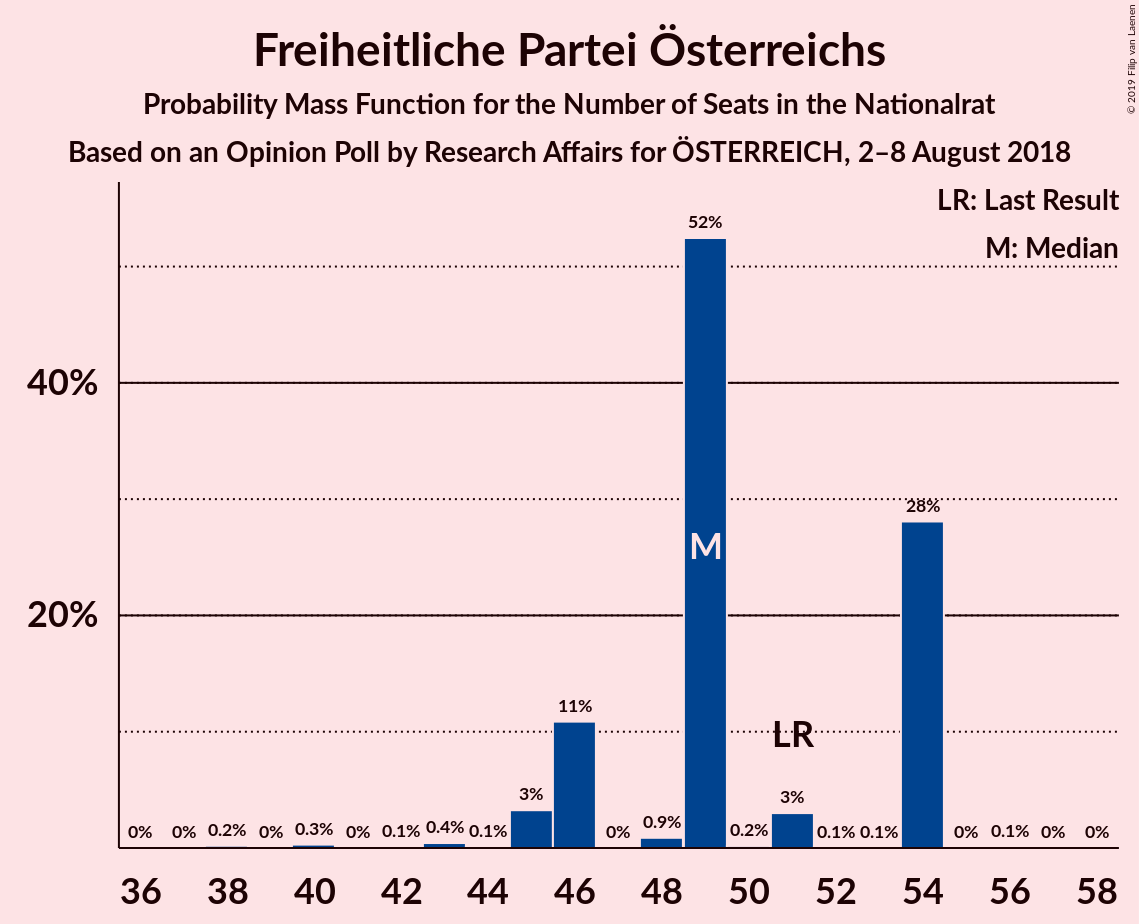 Freiheitliche Partei Österreichs
Probability Mass Function for the Number of Seats in the Nationalrat
Based on an Opinion Poll by Research Affairs for ÖSTERREICH, 2–8 August 2018
© 2019 Filip van Laenen
LR: Last Result
M: Median
52%
40%
28%
M
20%
11%
LR
3%
3%
0% 0% 0.2% 0% 0.3% 0% 0.1% 0.4% 0.1% 0% 0.9% 0.2% 0.1% 0.1% 0% 0.1% 0% 0%
36 38 40 42 44 46 48 50 52 54 56 58